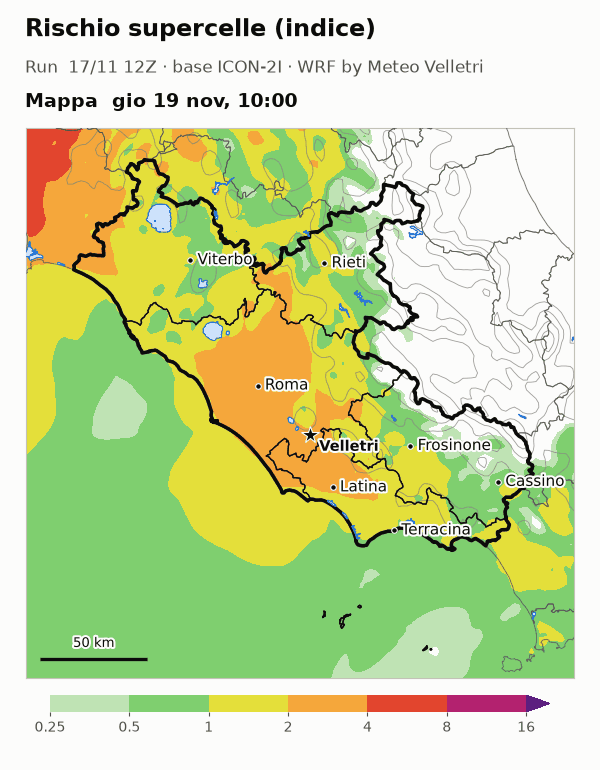 Rischio supercelle (indice)
Run  17/11 12Z · base ICON-2I · WRF by Meteo Velletri
Mappa  gio 19 nov, 10:00
Viterbo
Rieti
Roma
Velletri
Frosinone
Cassino
Latina
Terracina
50 km
0.25 0.5 1 2 4 8 16